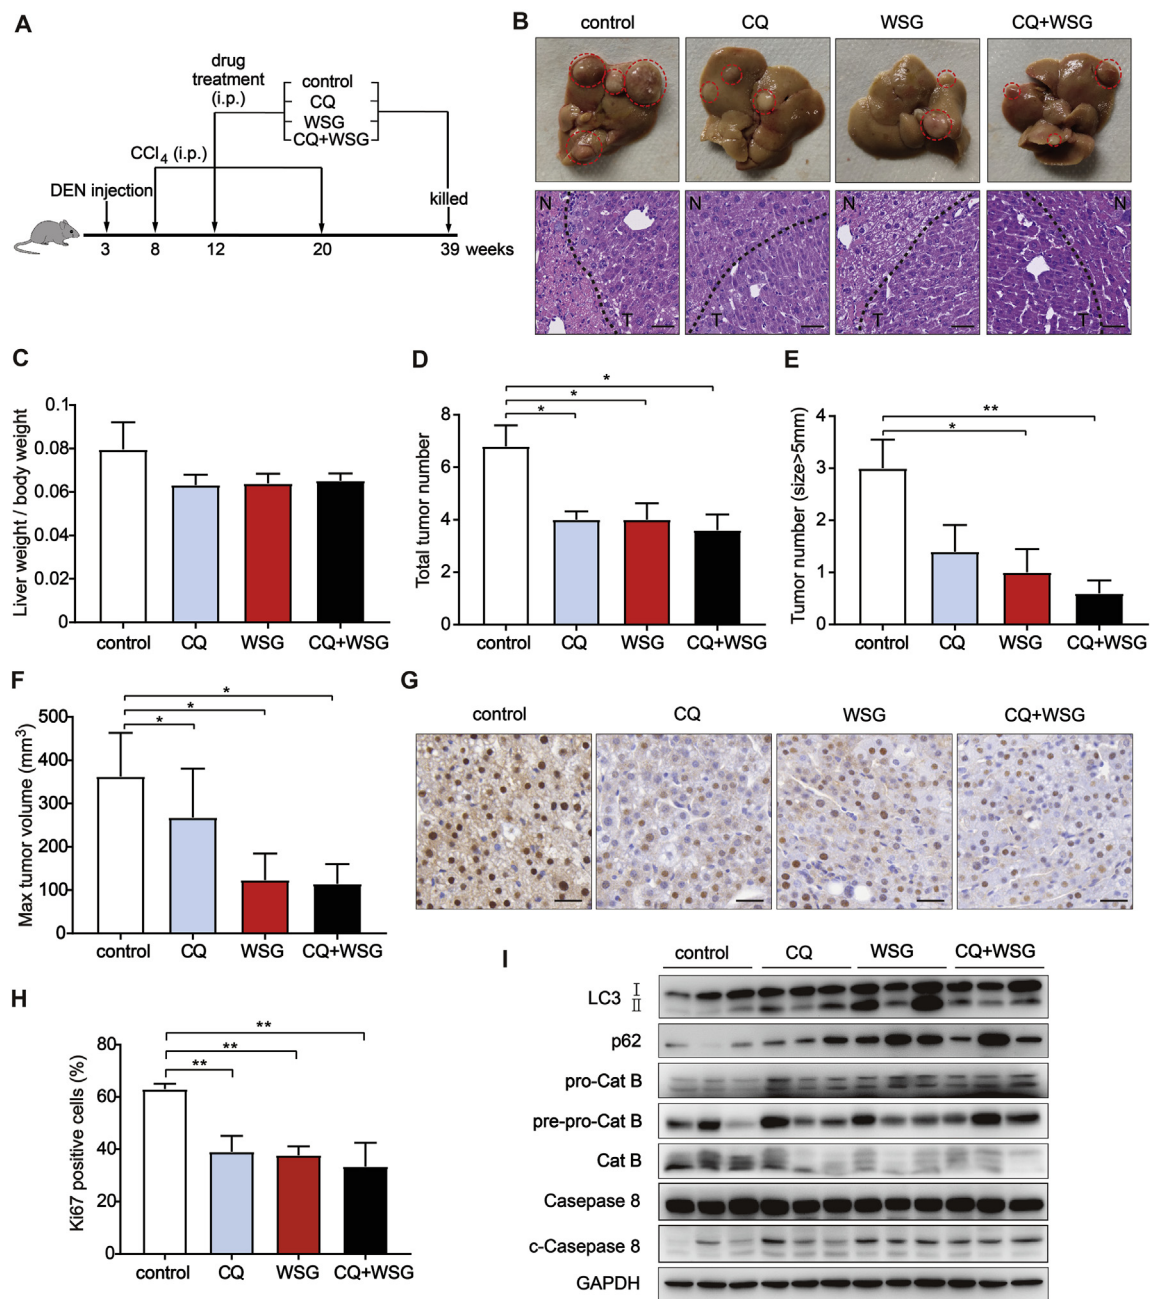 A
drug
treatment
(i.p.)
control
CQ
WSG
CQ+WSG
CCl4 (i.p.)
DEN injection
killed
3 8 12 20 39 weeks
B
control CQ WSG CQ+WSG
N N N N
T T T T
C
Liver weight / body weight
0.1
0.08
0.06
0.04
0.02
0
control CQ WSG CQ+WSG
D
Total tumor number
* 
*
*
8
6
4
2
0
control CQ WSG CQ+WSG
E
Tumor number (size>5mm)
**
*
4
3
2
1
0
control CQ WSG CQ+WSG
F
Max tumor volume (mm3)
*
*
*
500
400
300
200
100
0
control CQ WSG CQ+WSG
G
control CQ WSG CQ+WSG
H
Ki67 positive cells (%)
**
**
**
80
60
40
20
0
control CQ WSG CQ+WSG
I
control CQ WSG CQ+WSG
LC3 I
II
p62
pro-Cat B
pre-pro-Cat B
Cat B
Casepase 8
c-Casepase 8
GAPDH